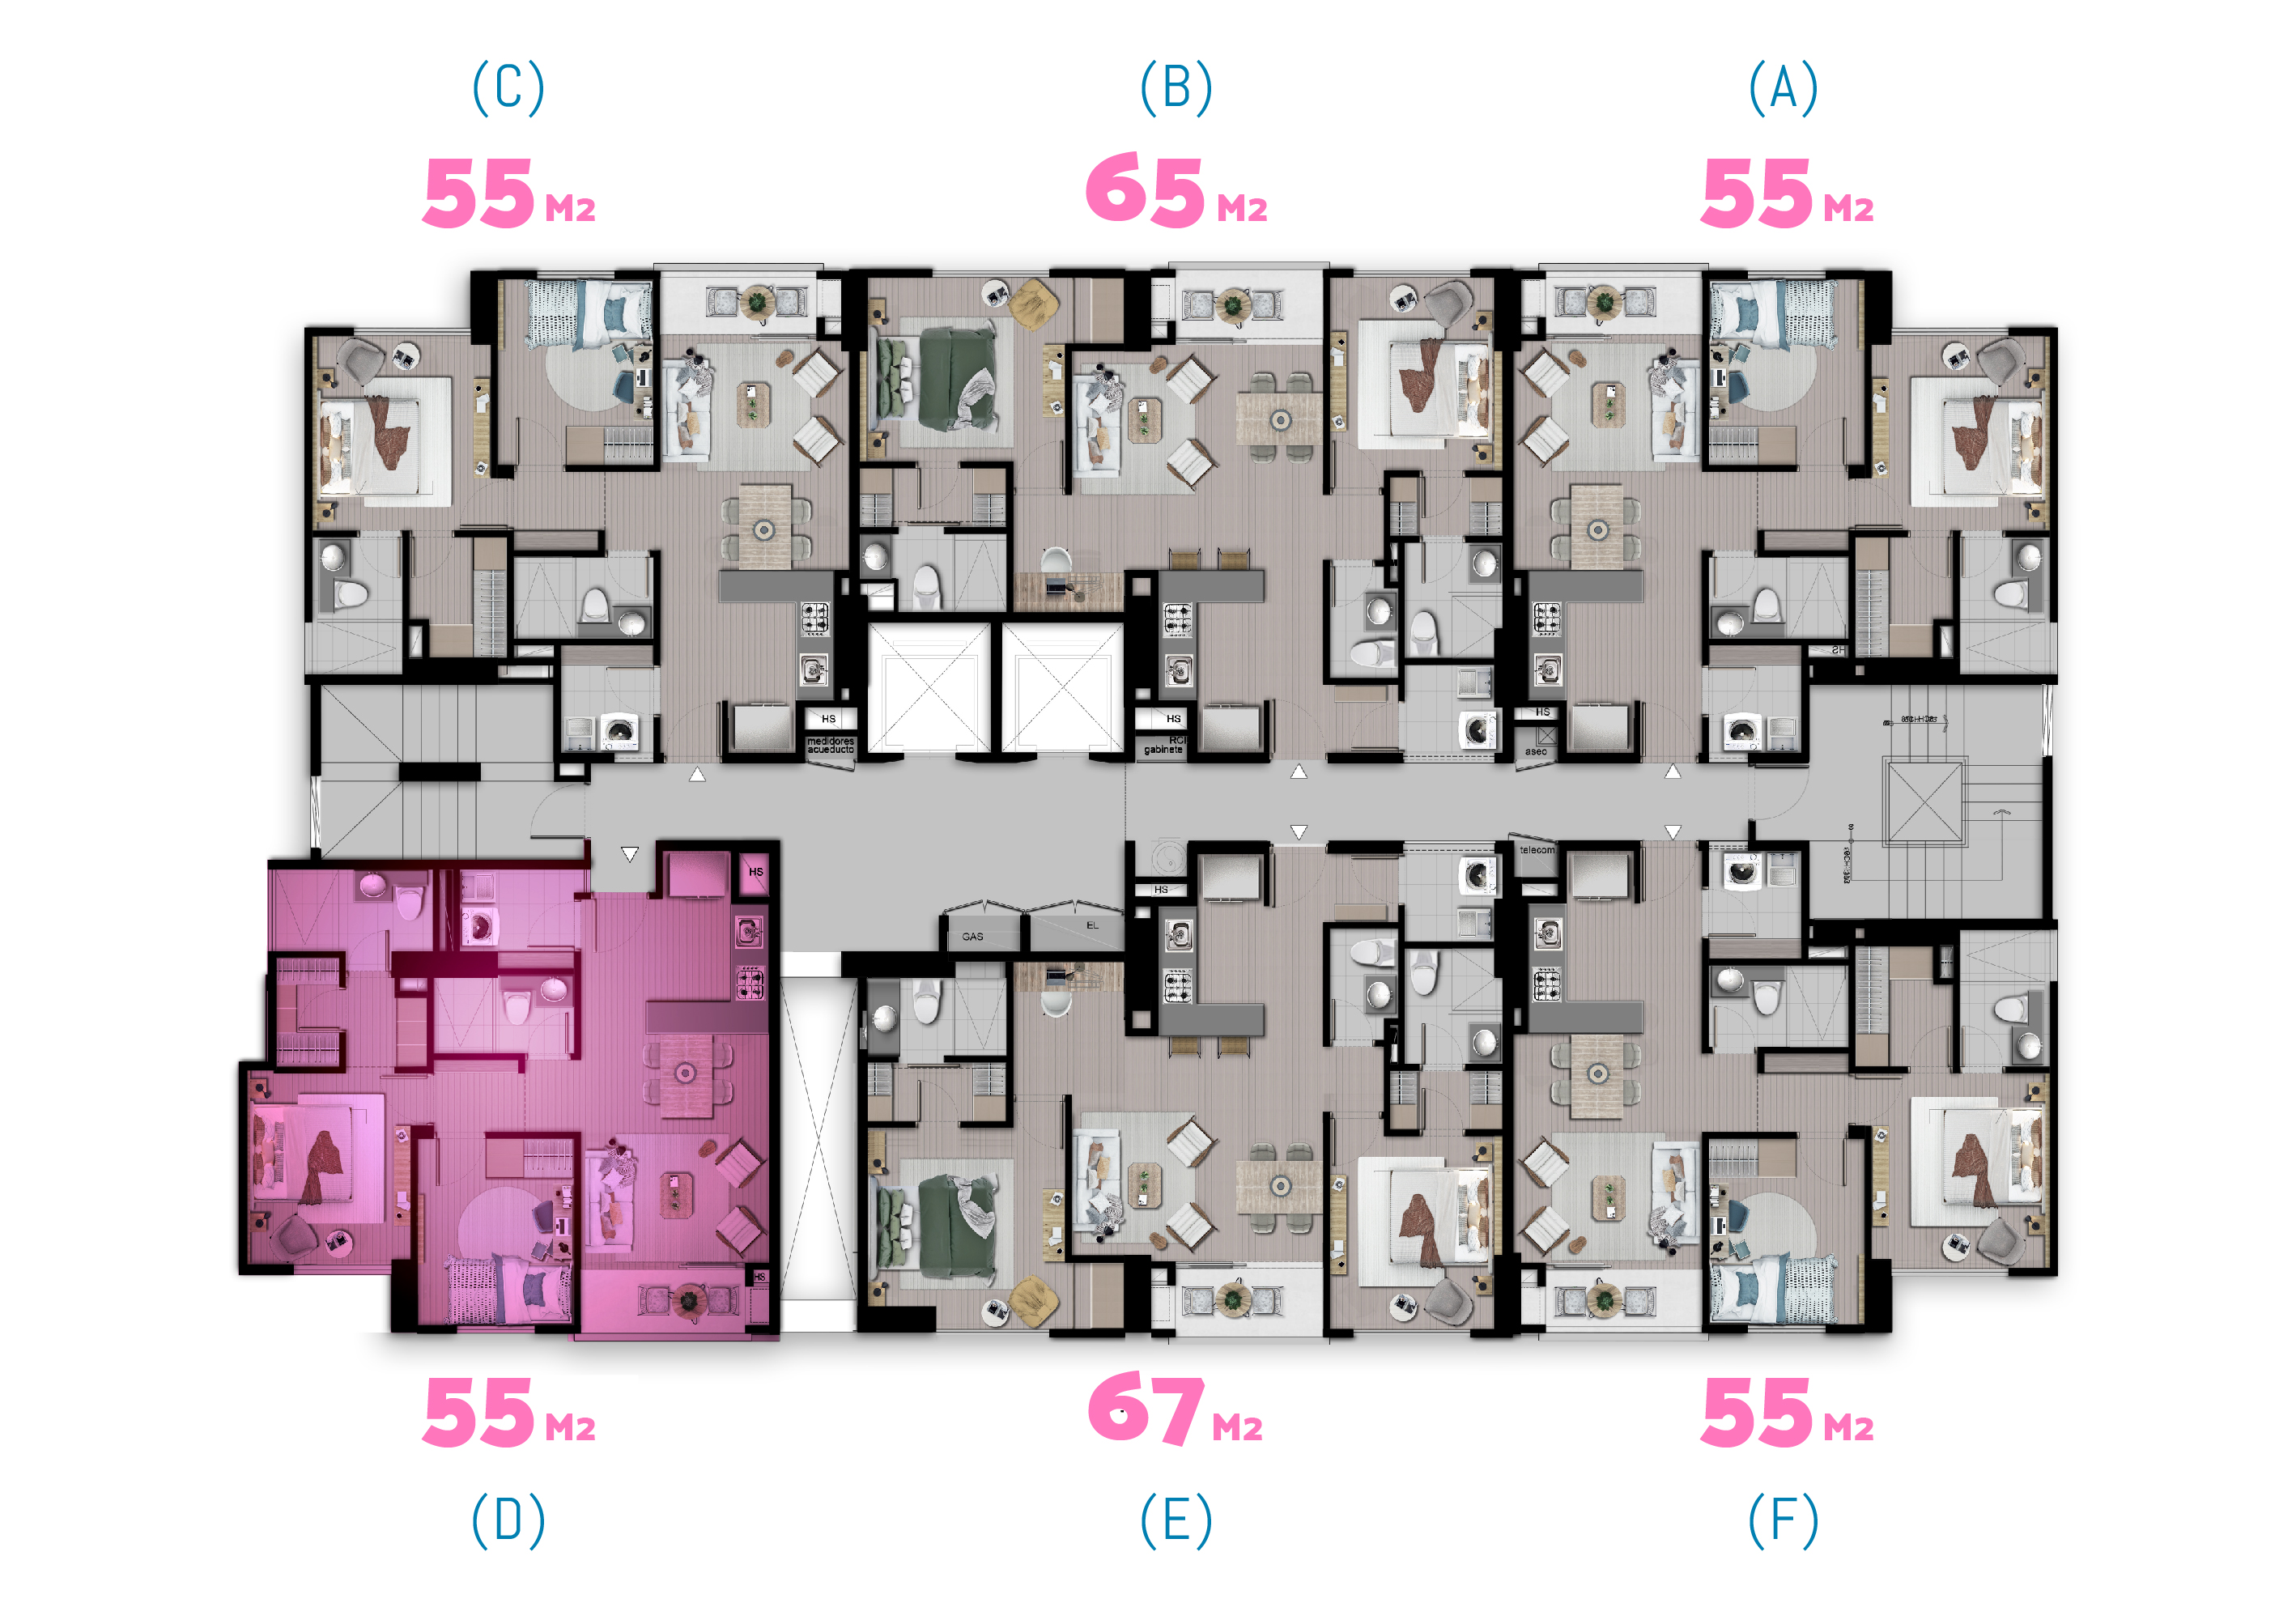 (C)
(B)
(A)
55 M2
65 M2
55 M2
HS
HS
HS
HS
medidores
acueducto
RCI
gabinete
aseo
HS
HS
telecom.
GAS
EL
HS
55 M2
67 M2
55 M2
(D)
(E)
(F)